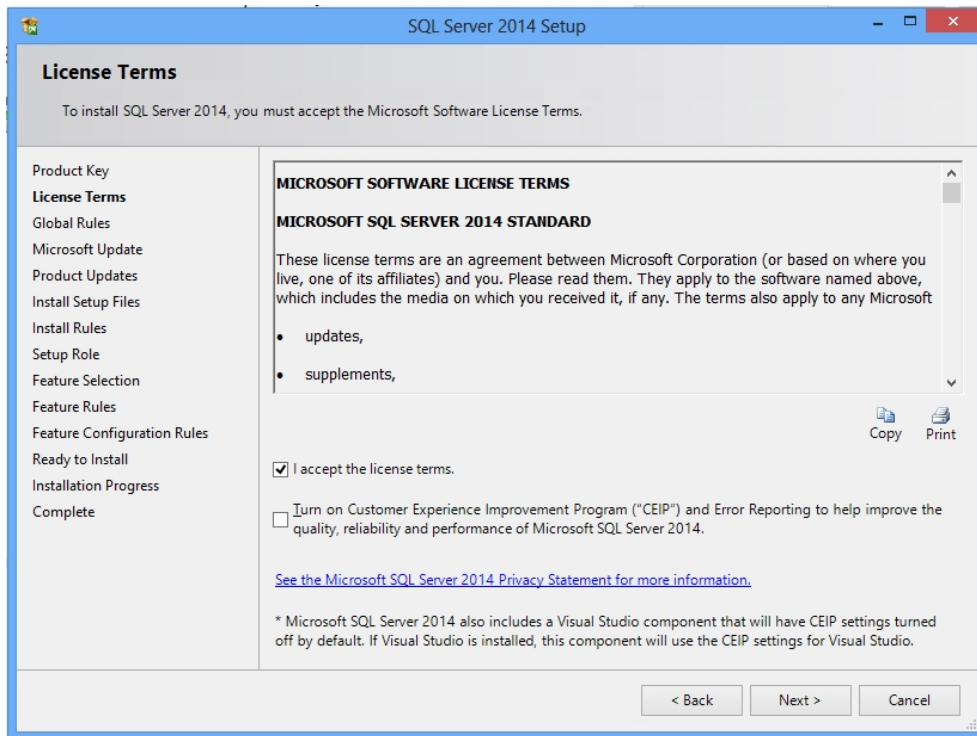 SQL Server 2014 Setup
License Terms
To install SQL Server 2014, you must accept the Microsoft Software License Terms.
Product Key
License Terms
Global Rules
Microsoft Update
Product Updates
Install Setup Files
Install Rules
Setup Role
Feature Selection
Feature Rules
Feature Configuration Rules
Ready to Install
Installation Progress
Complete
MICROSOFT SOFTWARE LICENSE TERMS
MICROSOFT SQL SERVER 2014 STANDARD
These license terms are an agreement between Microsoft Corporation (or based on where you
live, one of its affiliates) and you. Please read them. They apply to the software named above,
which includes the media on which you received it, if any. The terms also apply to any Microsoft
• updates,
• supplements,
Copy Print
I accept the license terms.
Turn on Customer Experience Improvement Program ("CEIP") and Error Reporting to help improve the
quality, reliability and performance of Microsoft SQL Server 2014.
See the Microsoft SQL Server 2014 Privacy Statement for more information.
* Microsoft SQL Server 2014 also includes a Visual Studio component that will have CEIP settings turned
off by default. If Visual Studio is installed, this component will use the CEIP settings for Visual Studio.
< Back Next > Cancel